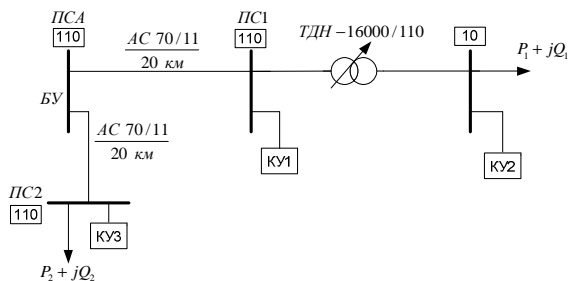 ПСА
110
АС 70/11
20 км
ПС1
110
ТДН −16000/110
10
P₁ + jQ₁
БУ
АС 70/11
20 км
КУ1
КУ2
ПС2
110
КУ3
P₂ + jQ₂